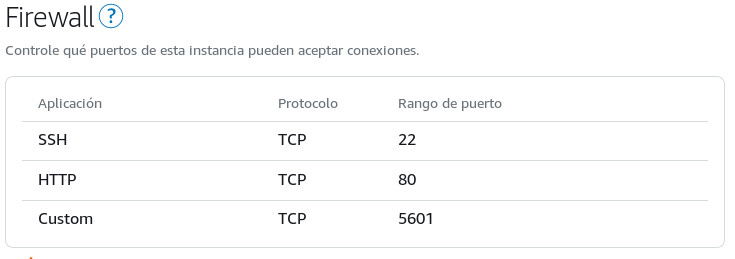 Firewall ?
Controle qué puertos de esta instancia pueden aceptar conexiones.
Aplicación Protocolo Rango de puerto
SSH TCP 22
HTTP TCP 80
Custom TCP 5601